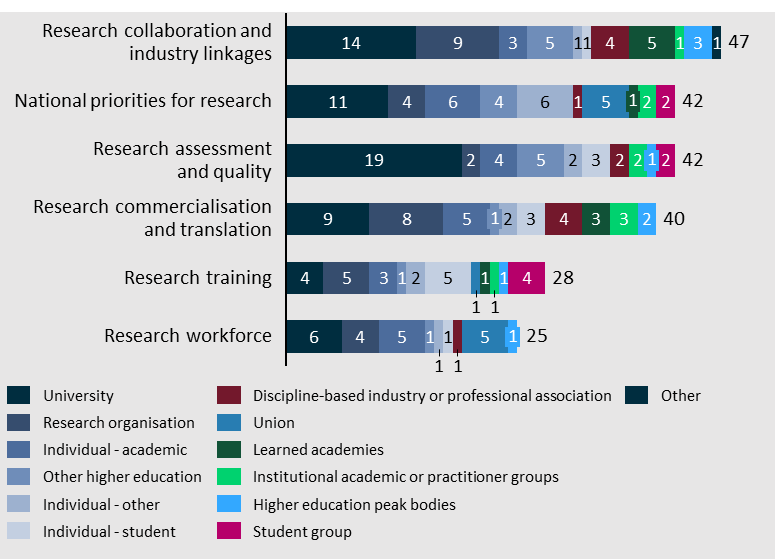 Research collaboration and
industry linkages
14 9 3 5 1 1 4 5 1 3 1 47
National priorities for research
11 4 6 4 6 1 5 1 2 2 42
Research assessment
and quality
19 2 4 5 2 3 2 2 1 2 42
Research commercialisation
and translation
9 8 5 1 2 3 4 3 3 2 40
Research training
4 5 3 1 2 5 1 1 4 28
1 1
Research workforce
6 4 5 1 1 5 1 25
1 1
University
Discipline-based industry or professional association
Other
Research organisation
Union
Individual - academic
Learned academies
Other higher education
Institutional academic or practitioner groups
Individual - other
Higher education peak bodies
Individual - student
Student group